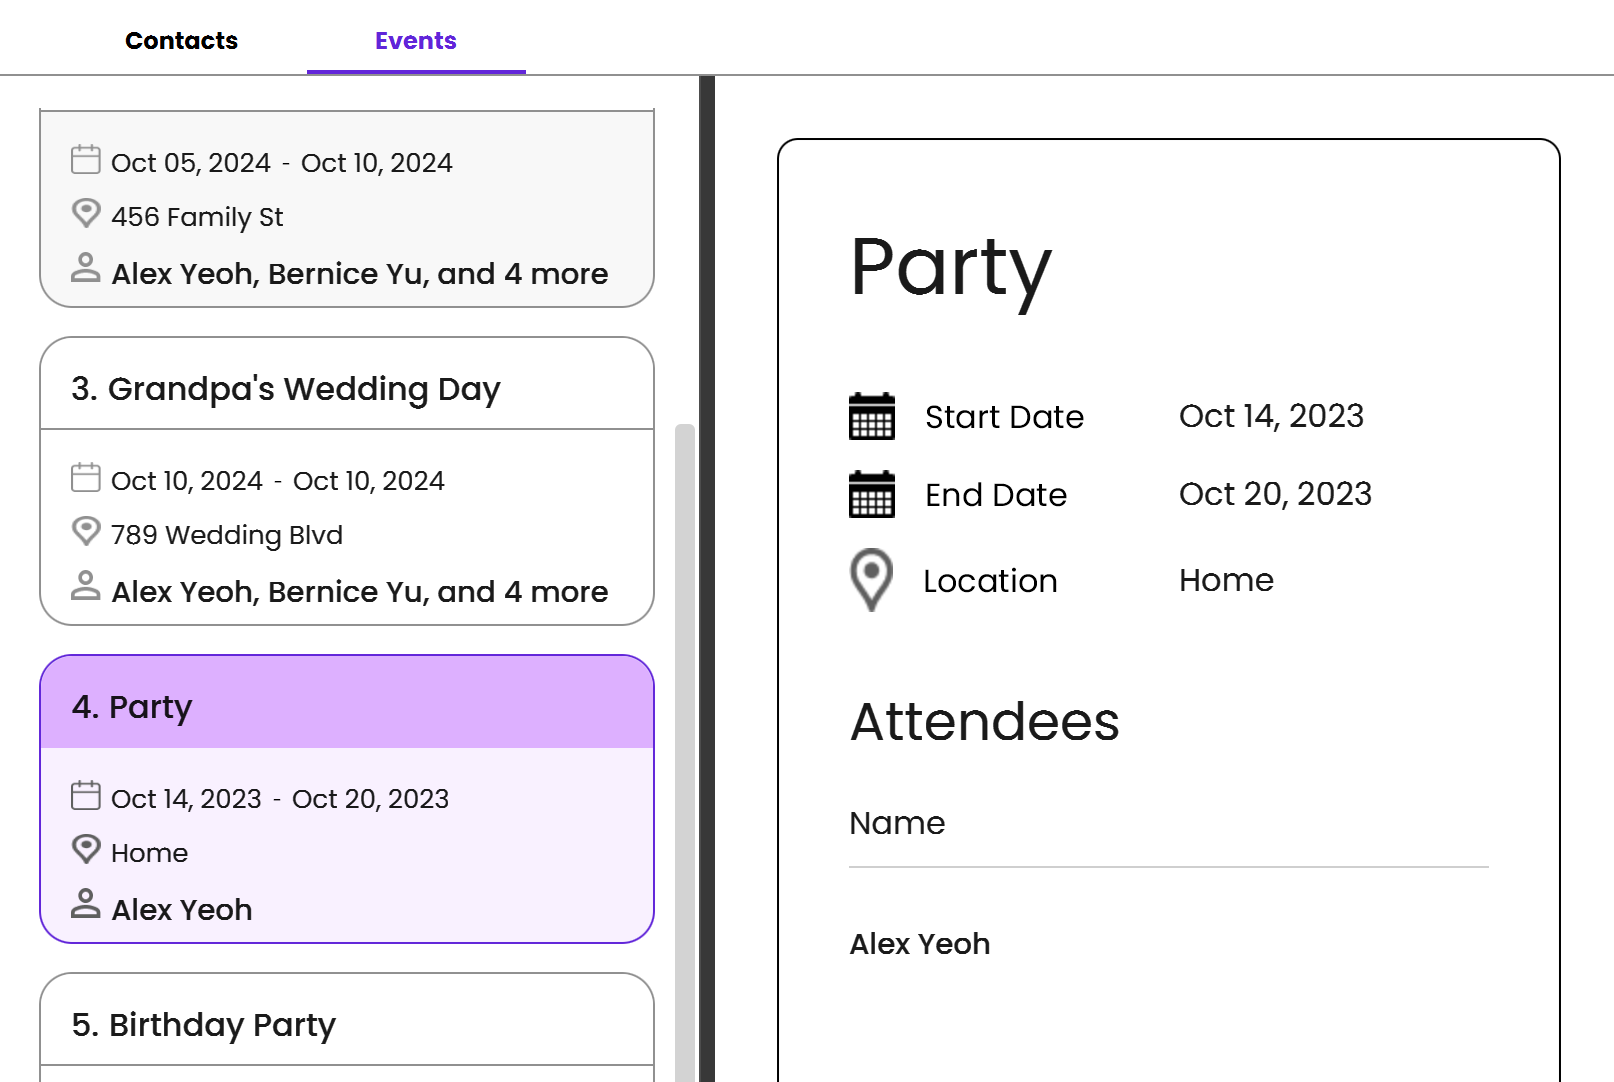 Contacts Events
Oct 05, 2024 - Oct 10, 2024
456 Family St
Alex Yeoh, Bernice Yu, and 4 more
3. Grandpa's Wedding Day
Oct 10, 2024 - Oct 10, 2024
789 Wedding Blvd
Alex Yeoh, Bernice Yu, and 4 more
4. Party
Oct 14, 2023 - Oct 20, 2023
Home
Alex Yeoh
5. Birthday Party
Party
Start Date Oct 14, 2023
End Date Oct 20, 2023
Location Home
Attendees
Name
Alex Yeoh